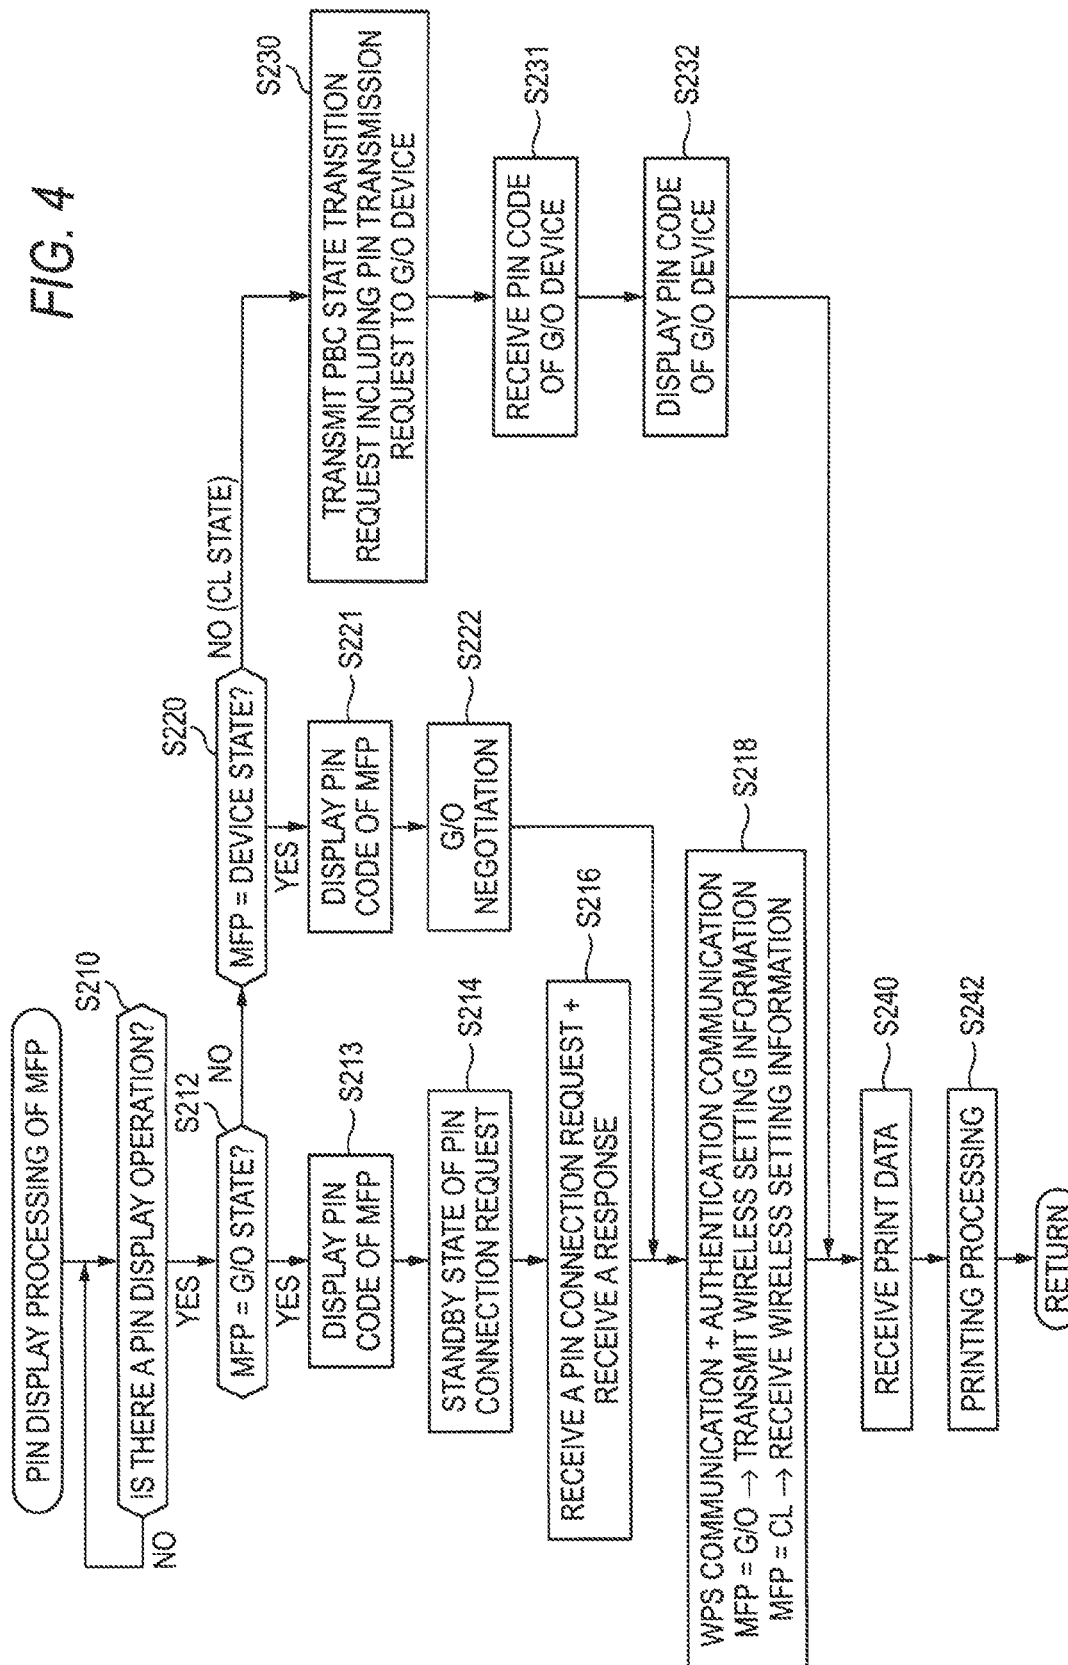 FIG. 4
PIN DISPLAY PROCESSING OF MFP
S210
IS THERE A PIN DISPLAY OPERATION?
NO
YES
S212
MFP = G/O STATE?
NO
YES
S213
DISPLAY PIN
CODE OF MFP
S214
STANDBY STATE OF PIN
CONNECTION REQUEST
S216
RECEIVE A PIN CONNECTION REQUEST +
RECEIVE A RESPONSE
S220
MFP = DEVICE STATE?
NO (CL STATE)
YES
S221
DISPLAY PIN
CODE OF MFP
S222
G/O
NEGOTIATION
S230
TRANSMIT PBC STATE TRANSITION
REQUEST INCLUDING PIN TRANSMISSION
REQUEST TO G/O DEVICE
S231
RECEIVE PIN CODE
OF G/O DEVICE
S232
DISPLAY PIN CODE
OF G/O DEVICE
S218
WPS COMMUNICATION + AUTHENTICATION COMMUNICATION
MFP = G/O → TRANSMIT WIRELESS SETTING INFORMATION
MFP = CL → RECEIVE WIRELESS SETTING INFORMATION
S240
RECEIVE PRINT DATA
S242
PRINTING PROCESSING
RETURN